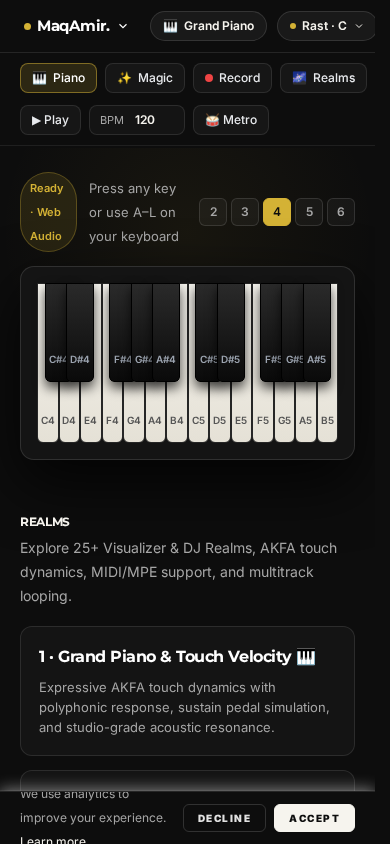 MaqAmir.
Grand Piano
Rast · C
Piano
Magic
Record
Realms
▶ Play
BPM 120
Metro
Ready
· Web
Audio
Press any key
or use A–L on
your keyboard
2 3 4 5 6
C#4 D#4 F#4 G#4 A#4 C#5 D#5 F#5 G#5 A#5
C4 D4 E4 F4 G4 A4 B4 C5 D5 E5 F5 G5 A5 B5
REALMS
Explore 25+ Visualizer & DJ Realms, AKFA touch
dynamics, MIDI/MPE support, and multitrack
looping.
1 · Grand Piano & Touch Velocity 🎹
Expressive AKFA touch dynamics with
polyphonic response, sustain pedal simulation,
and studio-grade acoustic resonance.
We use analytics to
improve your experience.
Learn more
DECLINE
ACCEPT